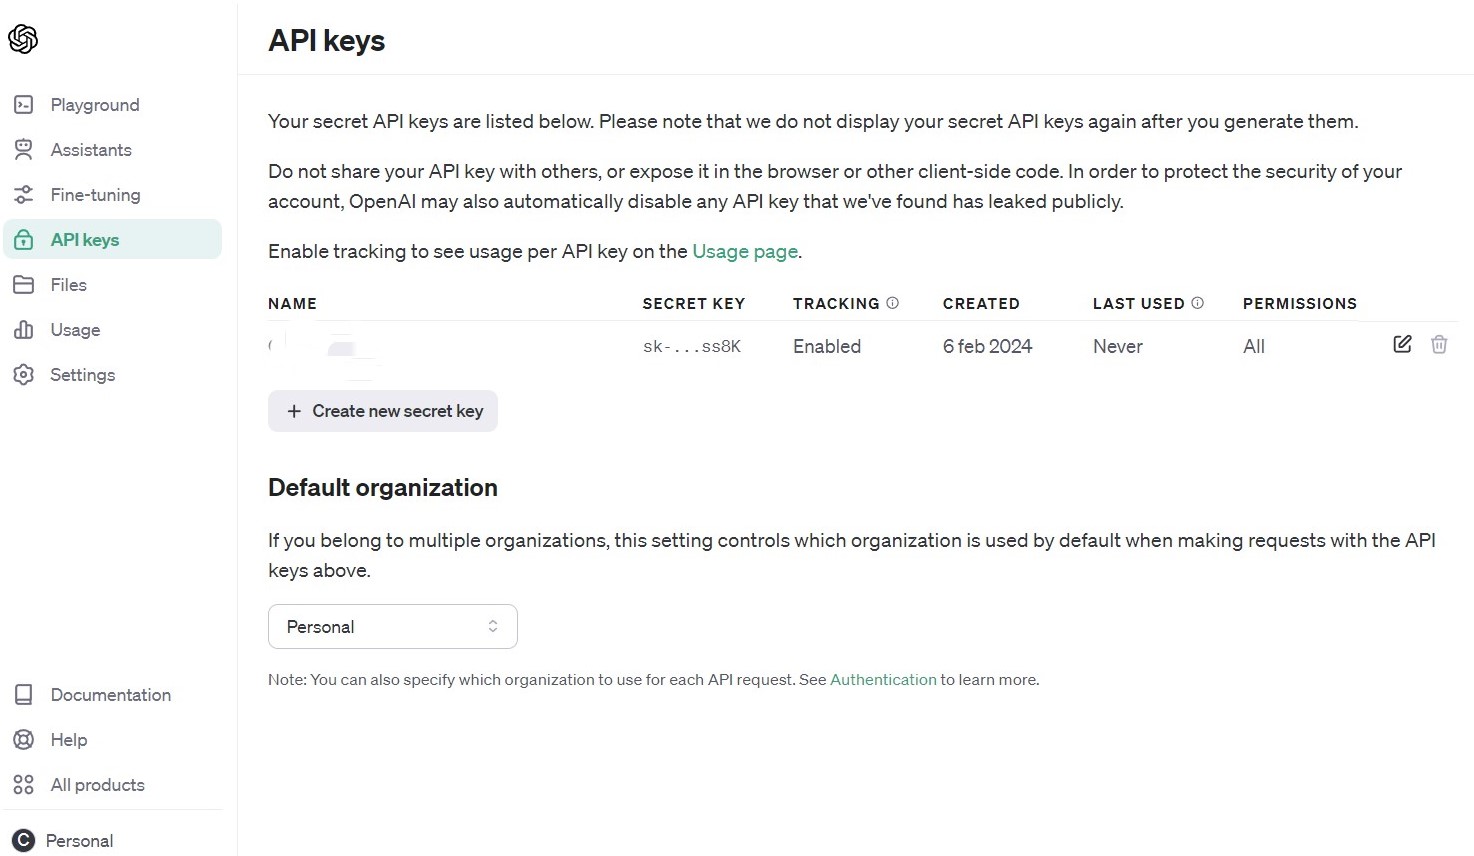 API keys
Playground
Assistants
Fine-tuning
API keys
Files
Usage
Settings
Documentation
Help
All products
C Personal
Your secret API keys are listed below. Please note that we do not display your secret API keys again after you generate them.
Do not share your API key with others, or expose it in the browser or other client-side code. In order to protect the security of your
account, OpenAI may also automatically disable any API key that we've found has leaked publicly.
Enable tracking to see usage per API key on the Usage page.
NAME SECRET KEY TRACKING CREATED LAST USED PERMISSIONS
sk-...ss8K Enabled 6 feb 2024 Never All
+ Create new secret key
Default organization
If you belong to multiple organizations, this setting controls which organization is used by default when making requests with the API
keys above.
Personal
Note: You can also specify which organization to use for each API request. See Authentication to learn more.